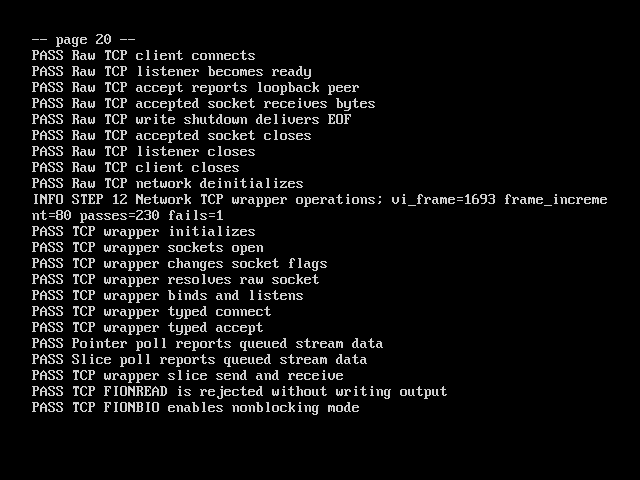 -- page 20 --
PASS Raw TCP client connects
PASS Raw TCP listener becomes ready
PASS Raw TCP accept reports loopback peer
PASS Raw TCP accepted socket receives bytes
PASS Raw TCP write shutdown delivers EOF
PASS Raw TCP accepted socket closes
PASS Raw TCP listener closes
PASS Raw TCP client closes
PASS Raw TCP network deinitializes
INFO STEP 12 Network TCP wrapper operations; vi_frame=1693 frame_increme
nt=80 passes=230 fails=1
PASS TCP wrapper initializes
PASS TCP wrapper sockets open
PASS TCP wrapper changes socket flags
PASS TCP wrapper resolves raw socket
PASS TCP wrapper binds and listens
PASS TCP wrapper typed connect
PASS TCP wrapper typed accept
PASS Pointer poll reports queued stream data
PASS Slice poll reports queued stream data
PASS TCP wrapper slice send and receive
PASS TCP FIONREAD is rejected without writing output
PASS TCP FIONBIO enables nonblocking mode